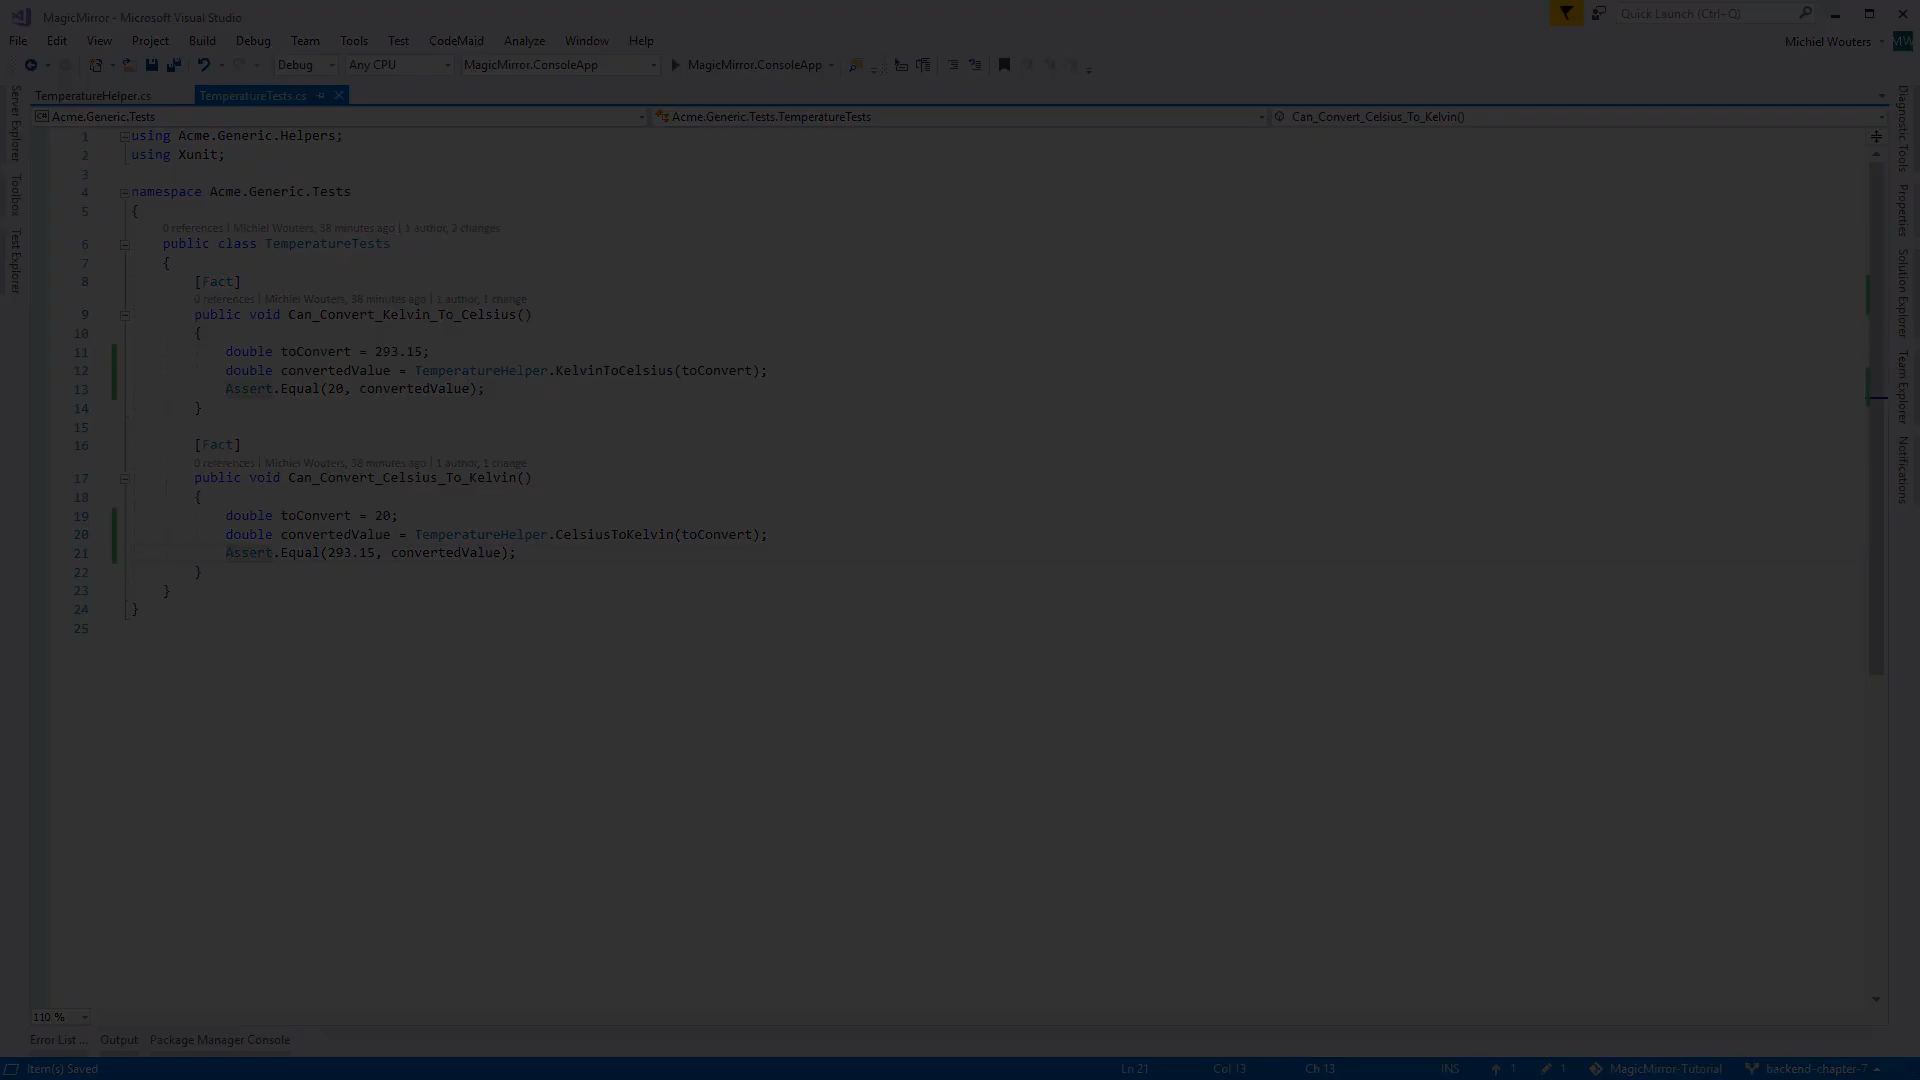 MagicMirror - Microsoft Visual Studio
Quick Launch (Ctrl+Q)
File Edit View Project Build Debug Team Tools Test CodeMaid Analyze Window Help
Michiel Wouters MW
Debug Any CPU MagicMirror.ConsoleApp MagicMirror.ConsoleApp
TemperatureHelper.cs TemperatureTests.cs
Acme.Generic.Tests Acme.Generic.Tests.TemperatureTests Can_Convert_Celsius_To_Kelvin()
Server Explorer
Toolbox
Test Explorer
1 using Acme.Generic.Helpers;
2 using Xunit;
3
4 namespace Acme.Generic.Tests
5 {
0 references | Michiel Wouters, 38 minutes ago | 1 author, 2 changes
6 public class TemperatureTests
7 {
8 [Fact]
0 references | Michiel Wouters, 38 minutes ago | 1 author, 1 change
9 public void Can_Convert_Kelvin_To_Celsius()
10 {
11 double toConvert = 293.15;
12 double convertedValue = TemperatureHelper.KelvinToCelsius(toConvert);
13 Assert.Equal(20, convertedValue);
14 }
15
16 [Fact]
0 references | Michiel Wouters, 38 minutes ago | 1 author, 1 change
17 public void Can_Convert_Celsius_To_Kelvin()
18 {
19 double toConvert = 20;
20 double convertedValue = TemperatureHelper.CelsiusToKelvin(toConvert);
21 Assert.Equal(293.15, convertedValue);
22 }
23 }
24 }
25
Diagnostic Tools
Properties
Solution Explorer
Team Explorer
Notifications
110 %
Error List ... Output Package Manager Console
Item(s) Saved Ln 21 Col 13 Ch 13 INS 1 1 MagicMirror-Tutorial backend-chapter-7